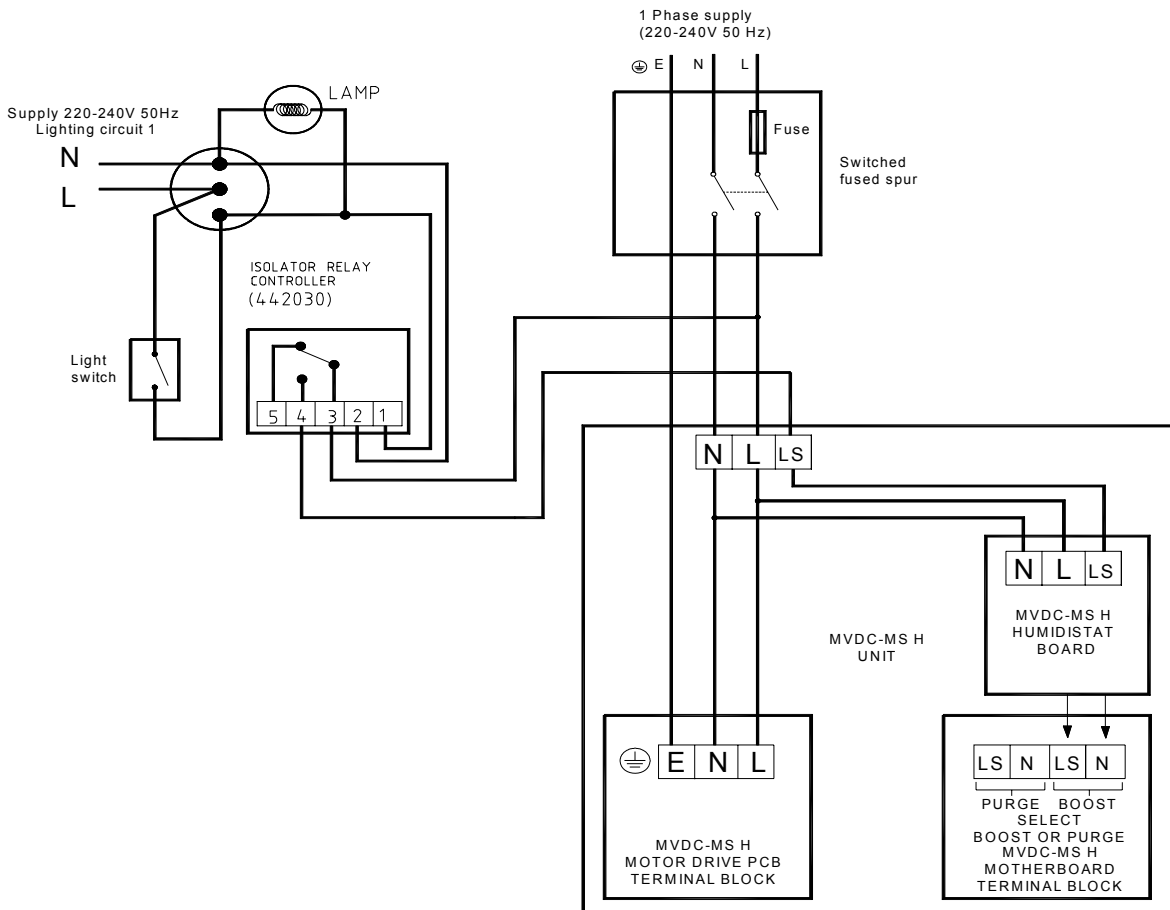 1 Phase supply
(220-240V 50 Hz)
E N L
LAMP
Supply 220-240V 50Hz
Lighting circuit 1
N
L
Fuse
Switched
fused spur
ISOLATOR RELAY
CONTROLLER
(442030)
Light
switch
5 4 3 2 1
N L LS
N L LS
MVDC-MS H
HUMIDISTAT
BOARD
MVDC-MS H
UNIT
E N L
MVDC-MS H
MOTOR DRIVE PCB
TERMINAL BLOCK
LS N LS N
PURGE BOOST
SELECT
BOOST OR PURGE
MVDC-MS H
MOTHERBOARD
TERMINAL BLOCK